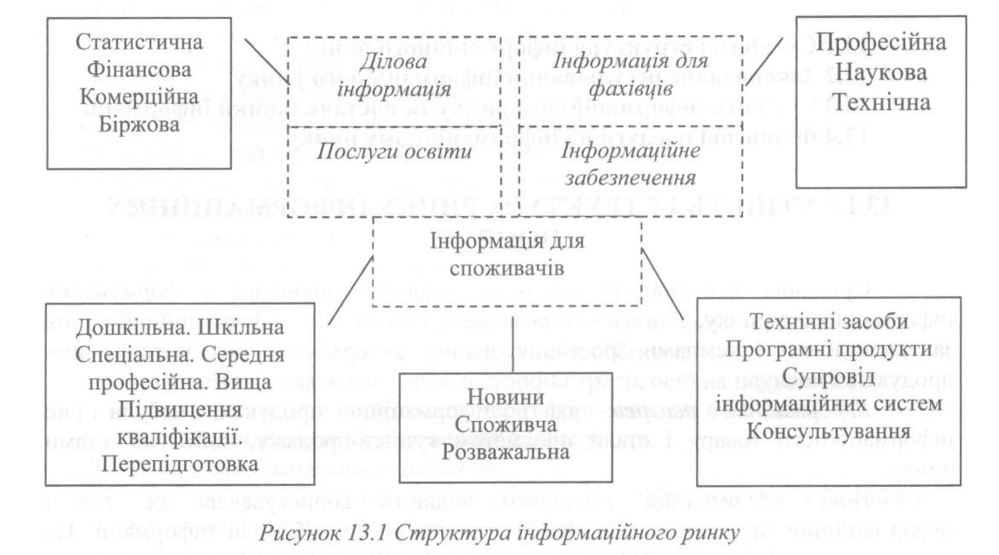 Статистична
Фінансова
Комерційна
Біржова
Ділова
інформація
Інформація для
фахівців
Професійна
Наукова
Технічна
Послуги освіти
Інформаційне
забезпечення
Інформація для
споживачів
Дошкільна. Шкільна
Спеціальна. Середня
професійна. Вища
Підвищення
кваліфікації.
Перепідготовка
Новини
Споживча
Розважальна
Технічні засоби
Програмні продукти
Супровід
інформаційних систем
Консультування
Рисунок 13.1 Структура інформаційного ринку